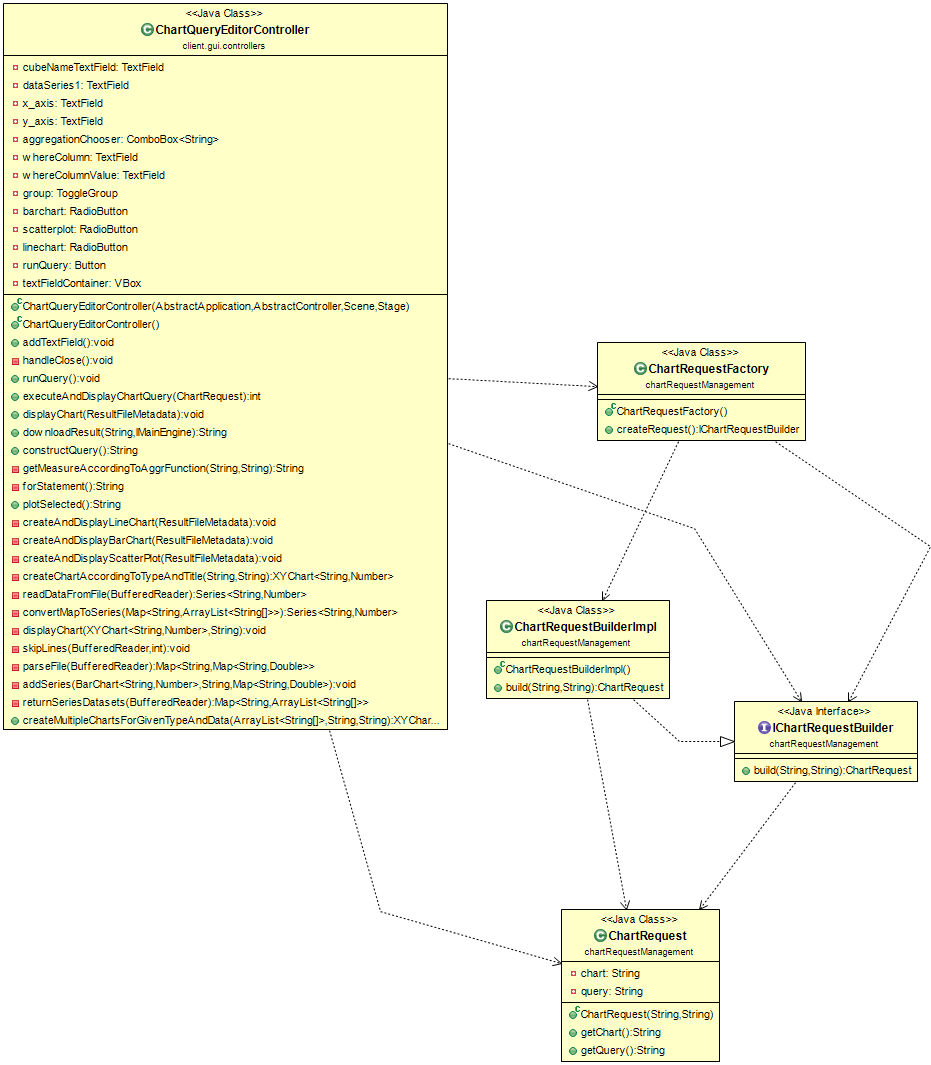 <<Java Class>>
ChartQueryEditorController
client.gui.controllers
cubeNameTextField: TextField
dataSeries1: TextField
x_axis: TextField
y_axis: TextField
aggregationChooser: ComboBox<String>
whereColumn: TextField
whereColumnValue: TextField
group: ToggleGroup
barchart: RadioButton
scatterplot: RadioButton
linechart: RadioButton
runQuery: Button
textFieldContainer: VBox
ChartQueryEditorController(AbstractApplication,AbstractController,Scene,Stage)
ChartQueryEditorController()
addTextField():void
handleClose():void
runQuery():void
executeAndDisplayChartQuery(ChartRequest):int
displayChart(ResultFileMetadata):void
downloadResult(String,IMainEngine):String
constructQuery():String
getMeasureAccordingToAggrFunction(String,String):String
forStatement():String
plotSelected():String
createAndDisplayLineChart(ResultFileMetadata):void
createAndDisplayBarChart(ResultFileMetadata):void
createAndDisplayScatterPlot(ResultFileMetadata):void
createChartAccordingToTypeAndTitle(String,String):XYChart<String,Number>
readDataFromFile(BufferedReader):Series<String,Number>
convertMapToSeries(Map<String,ArrayList<String[]>>):Series<String,Number>
displayChart(XYChart<String,Number>,String):void
skipLines(BufferedReader,int):void
parseFile(BufferedReader):Map<String,Map<String,Double>>
addSeries(BarChart<String,Number>,String,Map<String,Double>):void
returnSeriesDatasets(BufferedReader):Map<String,ArrayList<String[]>>
createMultipleChartsForGivenTypeAndData(ArrayList<String[]>,String,String):XYChar...
<<Java Class>>
ChartRequestFactory
chartRequestManagement
ChartRequestFactory()
createRequest():IChartRequestBuilder
<<Java Class>>
ChartRequestBuilderImpl
chartRequestManagement
ChartRequestBuilderImpl()
build(String,String):ChartRequest
<<Java Interface>>
IChartRequestBuilder
chartRequestManagement
build(String,String):ChartRequest
<<Java Class>>
ChartRequest
chartRequestManagement
chart: String
query: String
ChartRequest(String,String)
getChart():String
getQuery():String